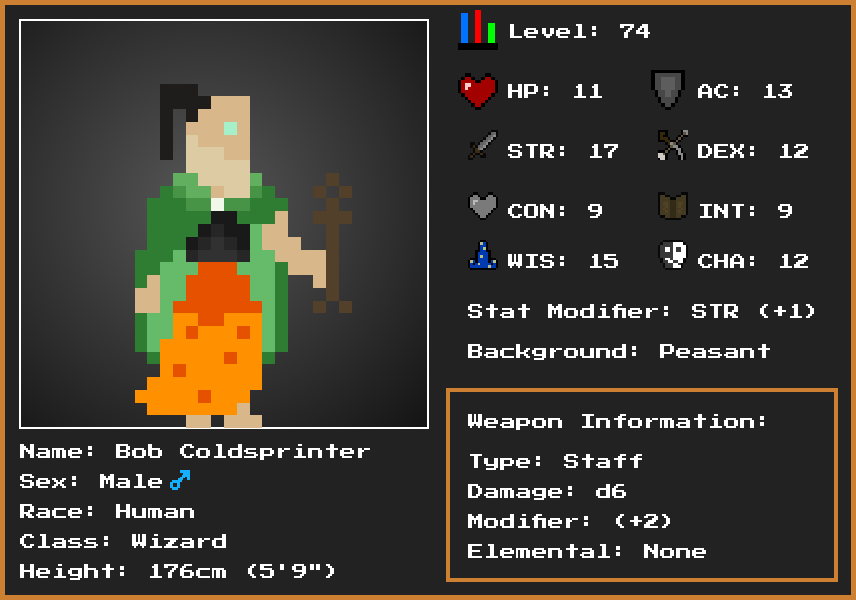 Level: 74
HP: 11 AC: 13
STR: 17 DEX: 12
CON: 9 INT: 9
WIS: 15 CHA: 12
Stat Modifier: STR (+1)
Background: Peasant
Weapon Information:
Type: Staff
Damage: d6
Modifier: (+2)
Elemental: None
Name: Bob Coldsprinter
Sex: Male ♂
Race: Human
Class: Wizard
Height: 176cm (5'9")